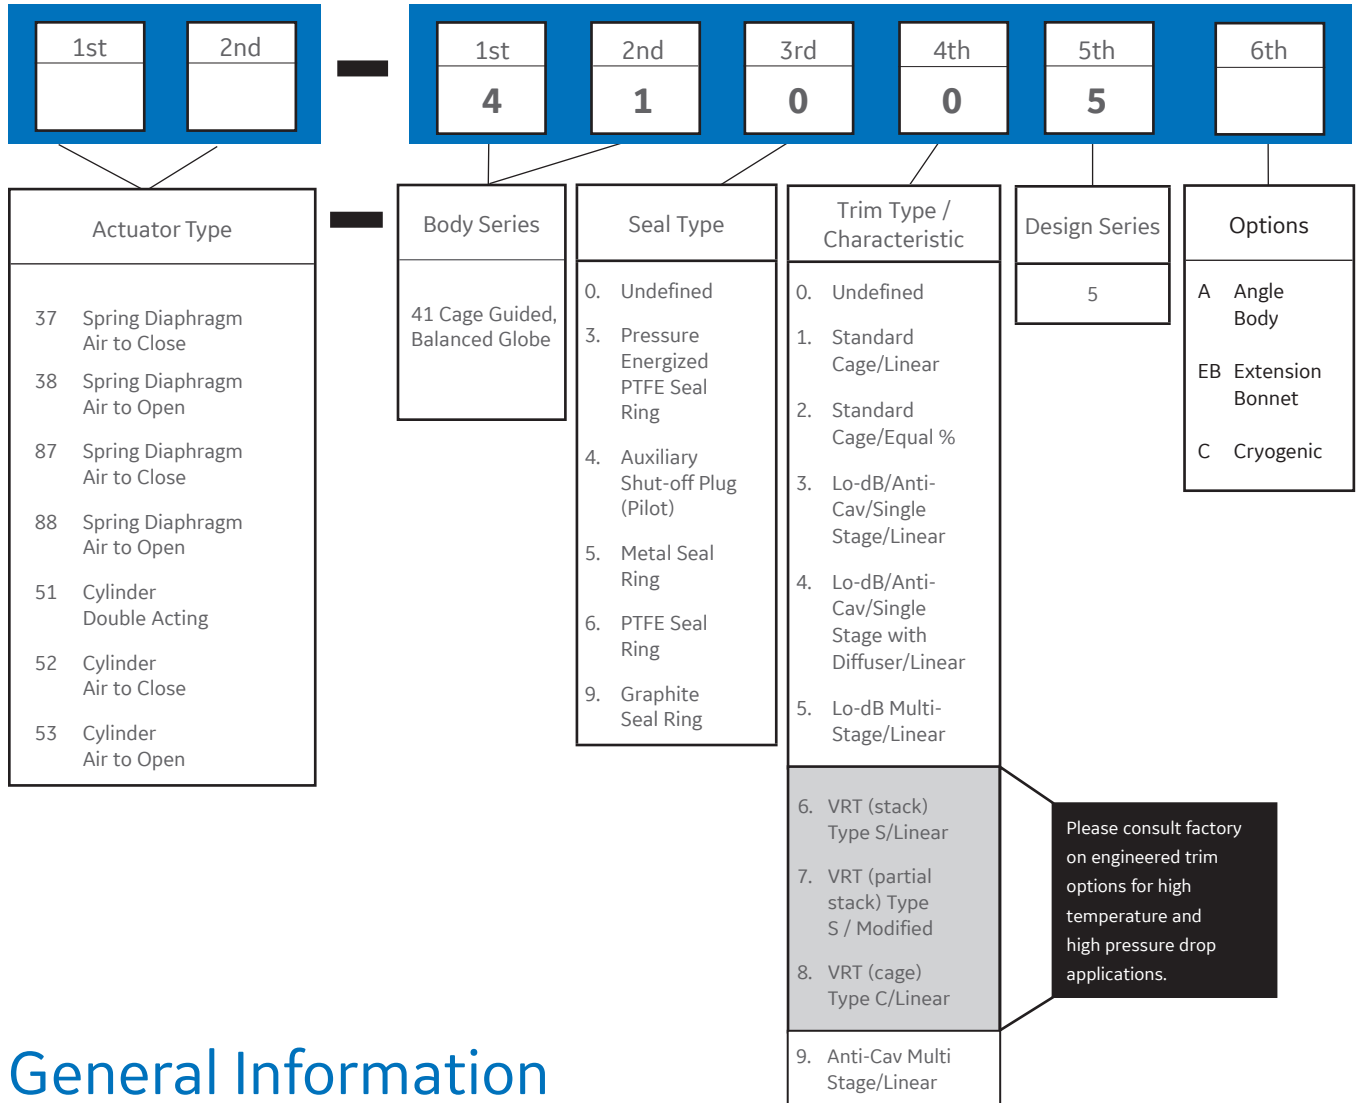 1st
2nd
1st
2nd
3rd
4th
5th
6th
4
1
0
0
5
Actuator Type
37 Spring Diaphragm
Air to Close
38 Spring Diaphragm
Air to Open
87 Spring Diaphragm
Air to Close
88 Spring Diaphragm
Air to Open
51 Cylinder
Double Acting
52 Cylinder
Air to Close
53 Cylinder
Air to Open
Body Series
41 Cage Guided,
Balanced Globe
Seal Type
0. Undefined
3. Pressure
Energized
PTFE Seal
Ring
4. Auxiliary
Shut-off Plug
(Pilot)
5. Metal Seal
Ring
6. PTFE Seal
Ring
9. Graphite
Seal Ring
Trim Type /
Characteristic
0. Undefined
1. Standard
Cage/Linear
2. Standard
Cage/Equal %
3. Lo-dB/Anti-
Cav/Single
Stage/Linear
4. Lo-dB/Anti-
Cav/Single
Stage with
Diffuser/Linear
5. Lo-dB Multi-
Stage/Linear
6. VRT (stack)
Type S/Linear
7. VRT (partial
stack) Type
S / Modified
8. VRT (cage)
Type C/Linear
9. Anti-Cav Multi
Stage/Linear
Design Series
5
Options
A Angle
Body
EB Extension
Bonnet
C Cryogenic
Please consult factory
on engineered trim
options for high
temperature and
high pressure drop
applications.
General Information